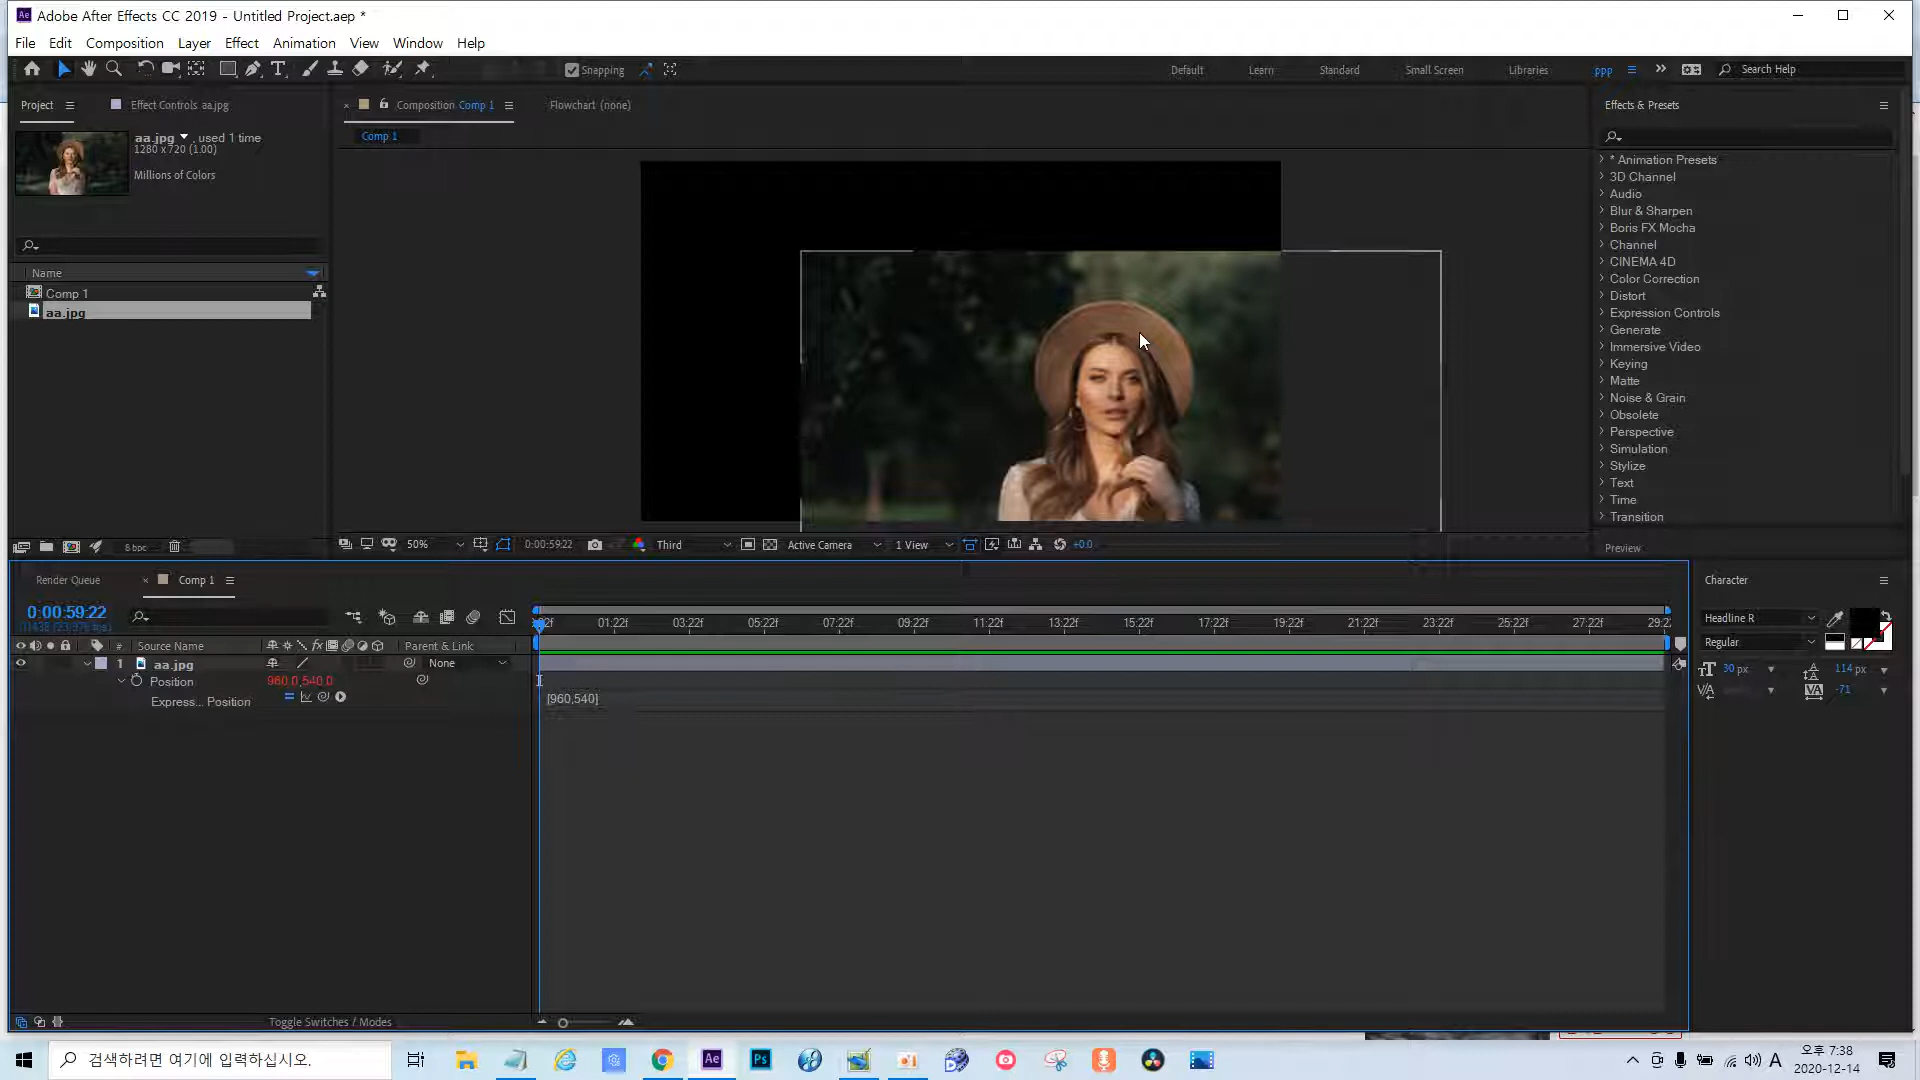 Adobe After Effects CC 2019 - Untitled Project.aep *
File Edit Composition Layer Effect Animation View Window Help
Snapping Default Learn Standard Small Screen Libraries ppp Search Help
Project Effect Controls aa.jpg Composition Comp 1 Flowchart (none) Effects & Presets
Comp 1
aa.jpg , used 1 time
1280 x 720 (1.00)
Millions of Colors
Name
Comp 1
aa.jpg
* Animation Presets
3D Channel
Audio
Blur & Sharpen
Boris FX Mocha
Channel
CINEMA 4D
Color Correction
Distort
Expression Controls
Generate
Immersive Video
Keying
Matte
Noise & Grain
Obsolete
Perspective
Simulation
Stylize
Text
Time
Transition
8 bpc 50% 0:00:59:22 Third Active Camera 1 View +0.0 Preview
Render Queue Comp 1 Character
0:00:59:22
01:22f 03:22f 05:22f 07:22f 09:22f 11:22f 13:22f 15:22f 17:22f 19:22f 21:22f 23:22f 25:22f 27:22f 29:22
# Source Name fx Parent & Link
1 aa.jpg None
Position 960.0,540.0
Express... Position [960,540]
Headline R
Regular
30 px 114 px
-71
Toggle Switches / Modes
검색하려면 여기에 입력하십시오.
Ae Ps A
오후 7:38
2020-12-14